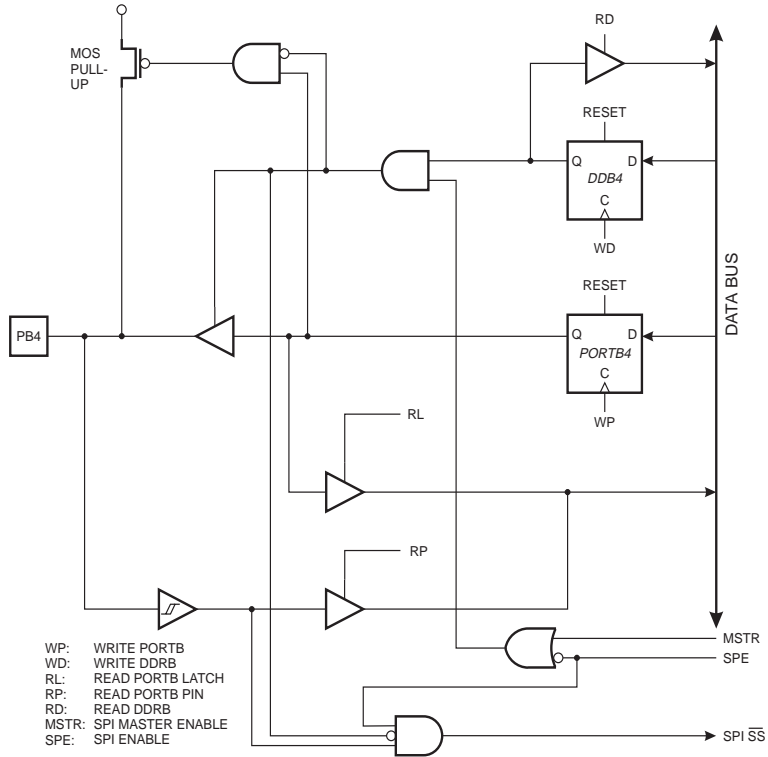 RD
MOS
PULL-
UP
RESET
Q
D
DDB4
C
WD
DATA BUS
RESET
PB4
Q
D
PORTB4
C
WP
RL
RP
MSTR
SPE
WP: WRITE PORTB
WD: WRITE DDRB
RL: READ PORTB LATCH
RP: READ PORTB PIN
RD: READ DDRB
MSTR: SPI MASTER ENABLE
SPE: SPI ENABLE
SPI S̅S̅